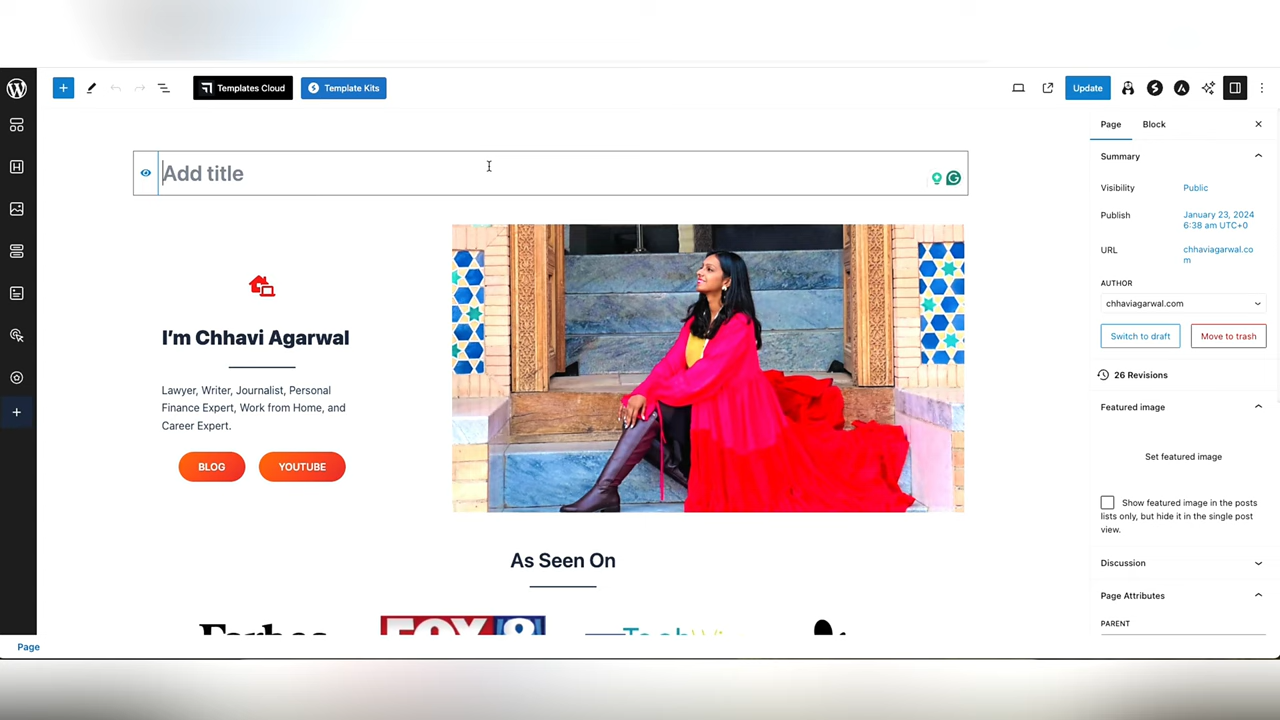 Templates Cloud
Template Kits
Update
Page
Block
Add title
Summary
Visibility
Public
Publish
January 23, 2024
6:38 am UTC+0
URL
chhaviagarwal.co
m
AUTHOR
chhaviagarwal.com
Switch to draft
Move to trash
26 Revisions
Featured image
Set featured image
Show featured image in the posts
lists only, but hide it in the single post
view.
Discussion
Page Attributes
PARENT
I'm Chhavi Agarwal
Lawyer, Writer, Journalist, Personal
Finance Expert, Work from Home, and
Career Expert.
BLOG
YOUTUBE
As Seen On
Forbes
FOX 8
Page